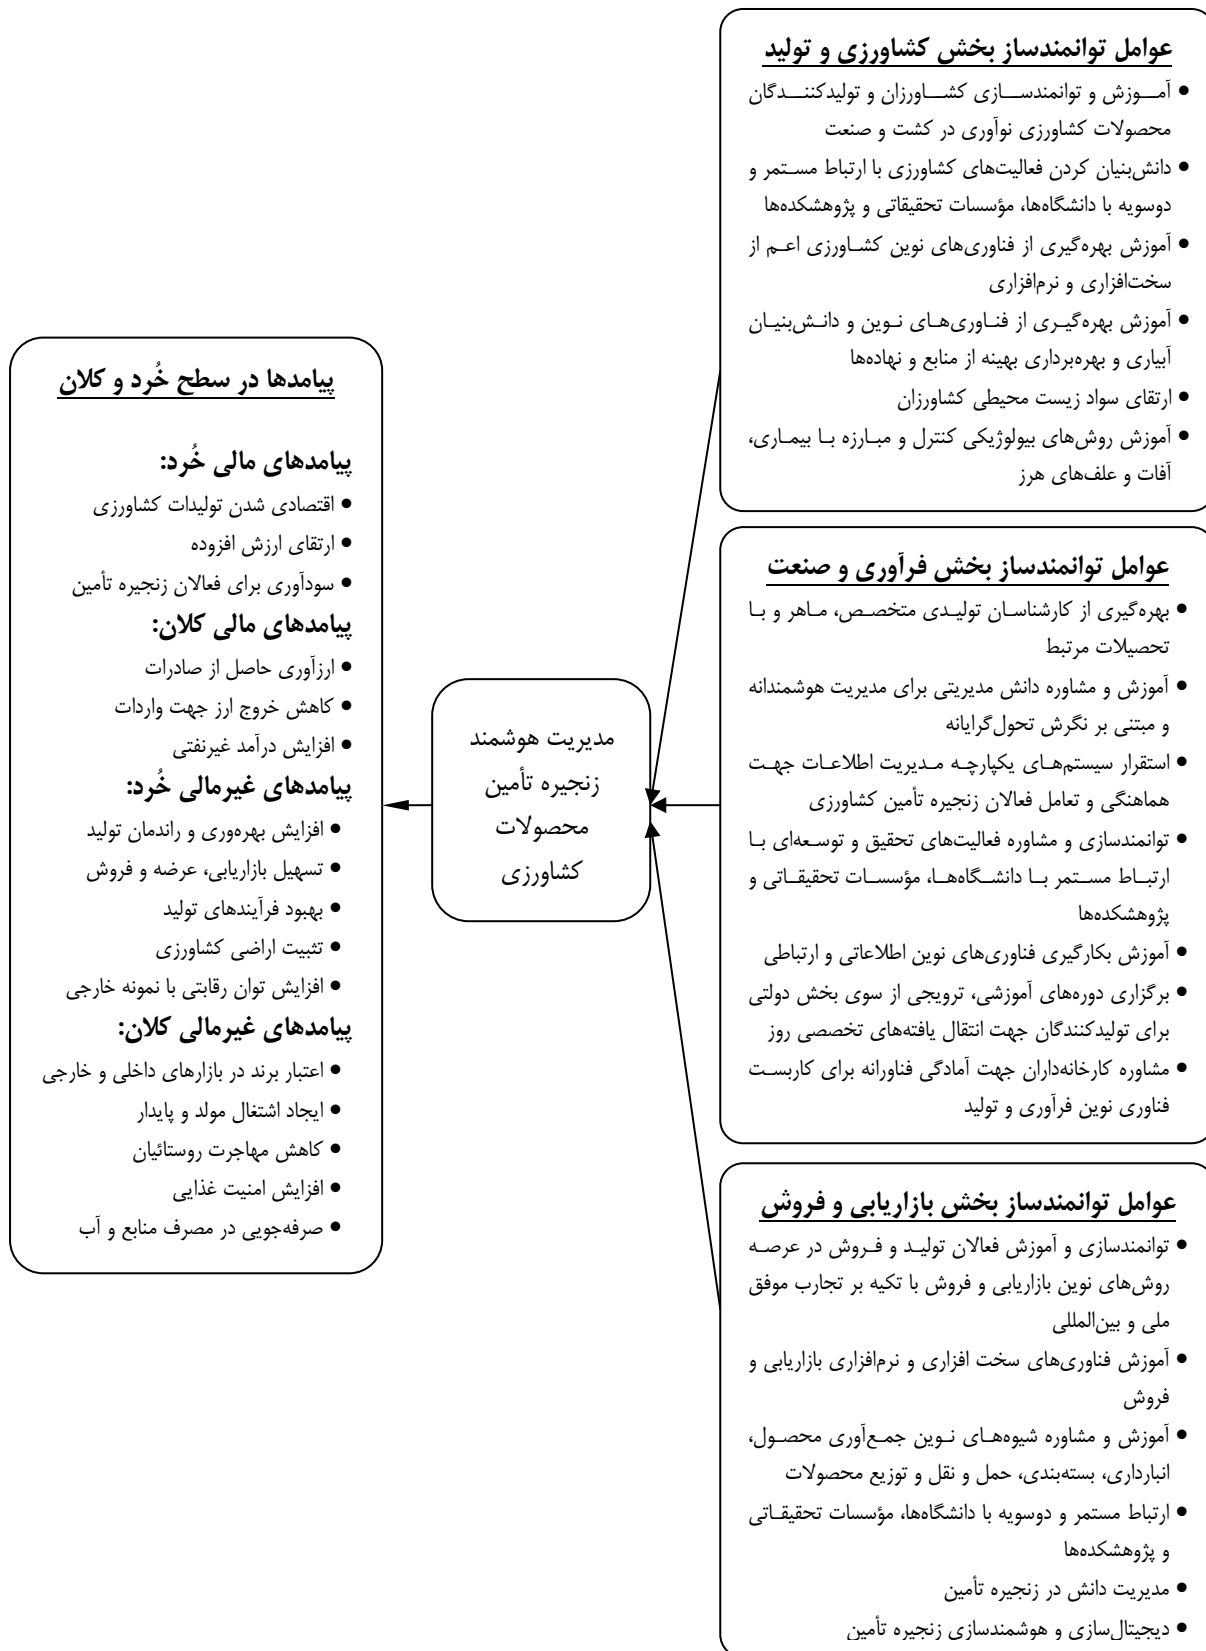 عوامل توانمندساز بخش کشاورزی و تولید
• آموزش و توانمندسازی کشاورزان و تولیدکنندگان
محصولات کشاورزی نوآوری در کشت و صنعت
• دانش‌بنیان کردن فعالیت‌های کشاورزی با ارتباط مستمر و
دوسویه با دانشگاه‌ها، مؤسسات تحقیقاتی و پژوهشکده‌ها
• آموزش بهره‌گیری از فناوری‌های نوین کشاورزی اعم از
سخت‌افزاری و نرم‌افزاری
• آموزش بهره‌گیری از فناوری‌های نوین و دانش‌بنیان
آبیاری و بهره‌برداری بهینه از منابع و نهاده‌ها
• ارتقای سواد زیست محیطی کشاورزان
• آموزش روش‌های بیولوژیکی کنترل و مبارزه با بیماری،
آفات و علف‌های هرز
عوامل توانمندساز بخش فرآوری و صنعت
• بهره‌گیری از کارشناسان تولیدی متخصص، ماهر و با
تحصیلات مرتبط
• آموزش و مشاوره دانش مدیریتی برای مدیریت هوشمندانه
و مبتنی بر نگرش تحول‌گرایانه
• استقرار سیستم‌های یکپارچه مدیریت اطلاعات جهت
هماهنگی و تعامل فعالان زنجیره تأمین کشاورزی
• توانمندسازی و مشاوره فعالیت‌های تحقیق و توسعه‌ای با
ارتباط مستمر با دانشگاه‌ها، مؤسسات تحقیقاتی و
پژوهشکده‌ها
• آموزش بکارگیری فناوری‌های نوین اطلاعاتی و ارتباطی
• برگزاری دوره‌های آموزشی، ترویجی از سوی بخش دولتی
برای تولیدکنندگان جهت انتقال یافته‌های تخصصی روز
• مشاوره کارخانه‌داران جهت آمادگی فناورانه برای کاربست
فناوری نوین فرآوری و تولید
عوامل توانمندساز بخش بازاریابی و فروش
• توانمندسازی و آموزش فعالان تولید و فروش در عرصه
روش‌های نوین بازاریابی و فروش با تکیه بر تجارب موفق
ملی و بین‌المللی
• آموزش فناوری‌های سخت افزاری و نرم‌افزاری بازاریابی و
فروش
• آموزش و مشاوره شیوه‌های نوین جمع‌آوری محصول،
انبارداری، بسته‌بندی، حمل و نقل و توزیع محصولات
• ارتباط مستمر و دوسویه با دانشگاه‌ها، مؤسسات تحقیقاتی
و پژوهشکده‌ها
• مدیریت دانش در زنجیره تأمین
• دیجیتال‌سازی و هوشمندسازی زنجیره تأمین
مدیریت هوشمند
زنجیره تأمین
محصولات
کشاورزی
پیامدها در سطح خُرد و کلان
پیامدهای مالی خُرد:
• اقتصادی شدن تولیدات کشاورزی
• ارتقای ارزش افزوده
• سودآوری برای فعالان زنجیره تأمین
پیامدهای مالی کلان:
• ارزآوری حاصل از صادرات
• کاهش خروج ارز جهت واردات
• افزایش درآمد غیرنفتی
پیامدهای غیرمالی خُرد:
• افزایش بهره‌وری و راندمان تولید
• تسهیل بازاریابی، عرضه و فروش
• بهبود فرآیندهای تولید
• تثبیت اراضی کشاورزی
• افزایش توان رقابتی با نمونه خارجی
پیامدهای غیرمالی کلان:
• اعتبار برند در بازارهای داخلی و خارجی
• ایجاد اشتغال مولد و پایدار
• کاهش مهاجرت روستائیان
• افزایش امنیت غذایی
• صرفه‌جویی در مصرف منابع و آب